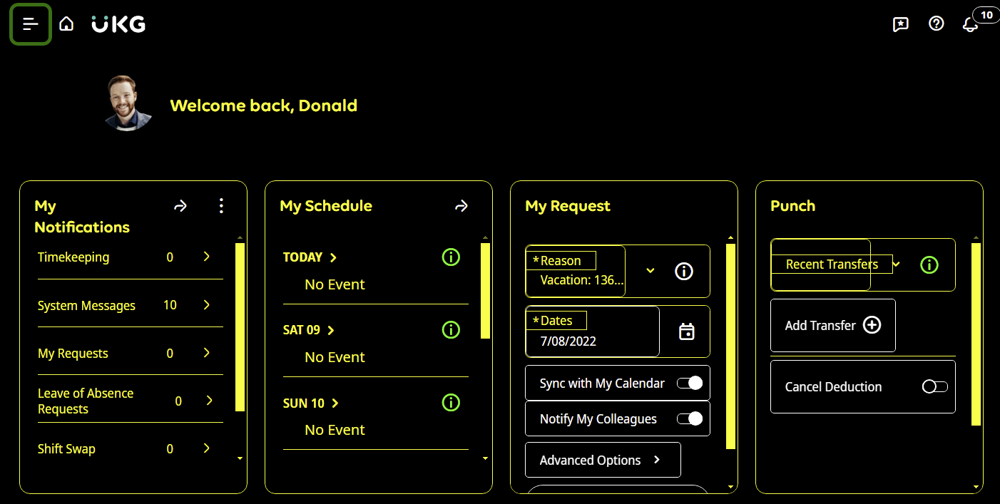 UKG
10
Welcome back, Donald
My
Notifications
Timekeeping 0
System Messages 10
My Requests 0
Leave of Absence
Requests 0
Shift Swap 0
My Schedule
TODAY
No Event
SAT 09
No Event
SUN 10
No Event
My Request
*Reason
Vacation: 136...
*Dates
7/08/2022
Sync with My Calendar
Notify My Colleagues
Advanced Options
Punch
Recent Transfers
Add Transfer
Cancel Deduction